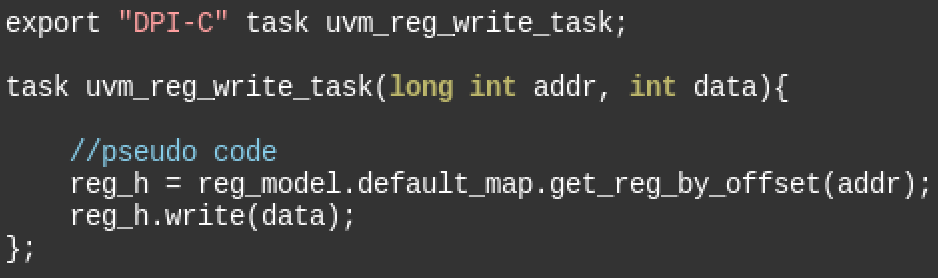 export "DPI-C" task uvm_reg_write_task;
task uvm_reg_write_task(long int addr, int data){
//pseudo code
reg_h = reg_model.default_map.get_reg_by_offset(addr);
reg_h.write(data);
};